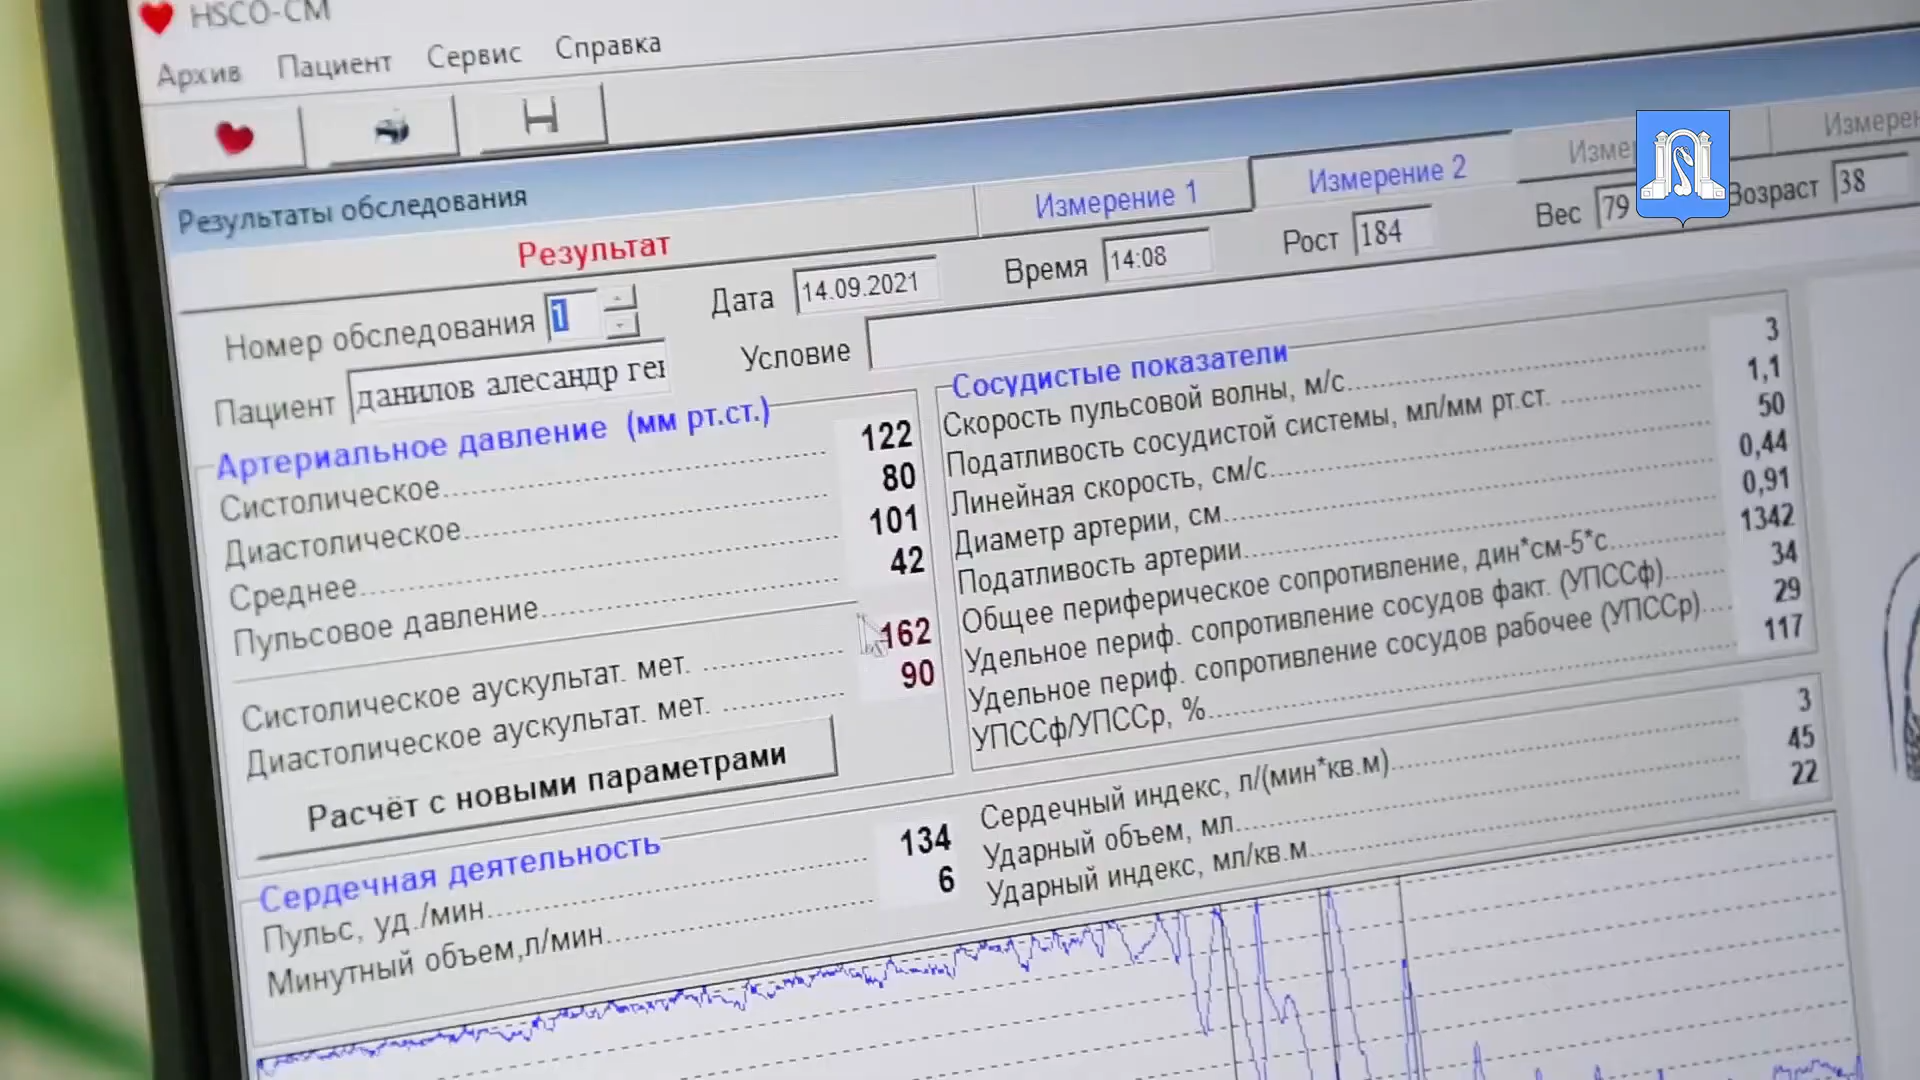 HSCO-CM
Архив Пациент Сервис Справка
Результаты обследования
Результат Измерение 1 Измерение 2
Номер обследования 1 Дата 14.09.2021 Время 14:08 Рост 184 Вес 79 Возраст 38
Пациент данилов алесандр ген Условие
Артериальное давление (мм рт.ст.)
Систолическое 122
Диастолическое 80
Среднее 101
Пульсовое давление 42
Систолическое аускультат. мет. 162
Диастолическое аускультат. мет. 90
Расчёт с новыми параметрами
Сосудистые показатели
Скорость пульсовой волны, м/с 3
Податливость сосудистой системы, мл/мм рт.ст. 1,1
Линейная скорость, см/с 50
Диаметр артерии, см 0,44
Податливость артерии 0,91
Общее периферическое сопротивление, дин*см-5*с 1342
Удельное периф. сопротивление сосудов факт. (УПССф) 34
Удельное периф. сопротивление сосудов рабочее (УПССр) 29
УПССф/УПССр, % 117
Сердечная деятельность
Пульс, уд./мин 134
Минутный объем,л/мин 6
Сердечный индекс, л/(мин*кв.м) 3
Ударный объем, мл 45
Ударный индекс, мл/кв.м 22